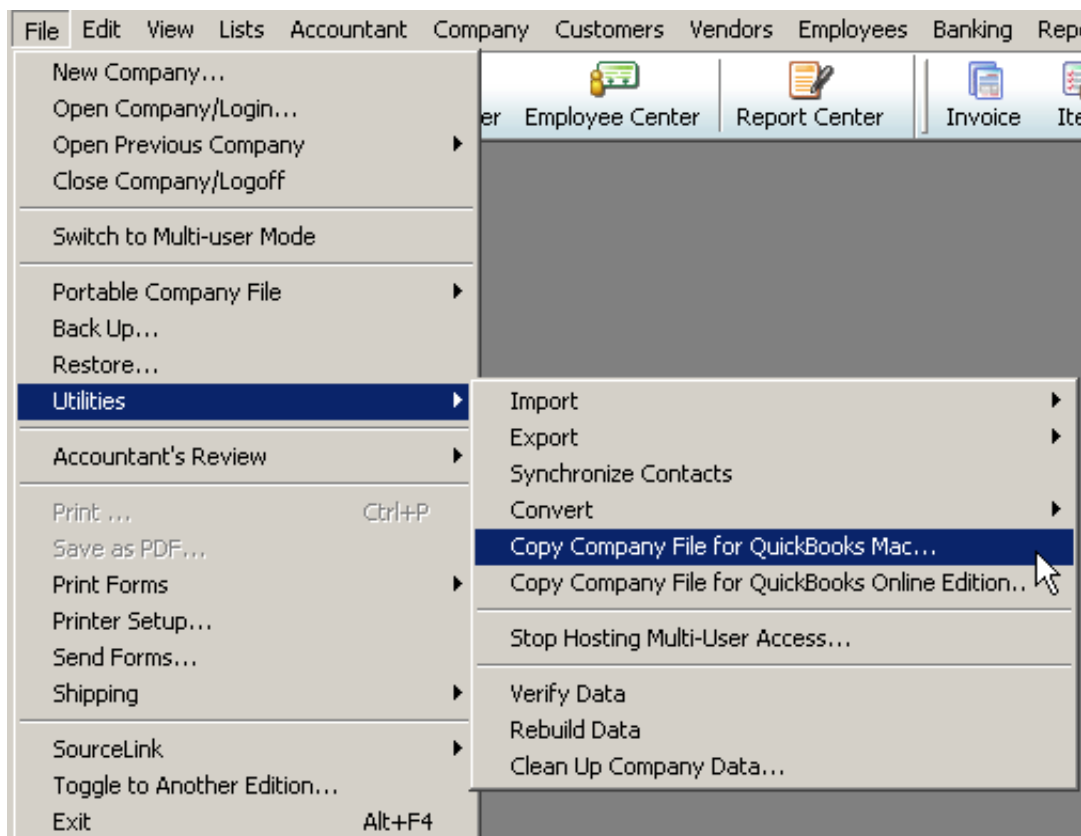 File Edit View Lists Accountant Company Customers Vendors Employees Banking Repo
New Company...
Open Company/Login...
er Employee Center Report Center Invoice Ite
Open Previous Company
Close Company/Logoff
Switch to Multi-user Mode
Portable Company File
Back Up...
Restore...
Utilities
Accountant's Review
Print ... Ctrl+P
Save as PDF...
Print Forms
Printer Setup...
Send Forms...
Shipping
SourceLink
Toggle to Another Edition...
Exit Alt+F4
Import
Export
Synchronize Contacts
Convert
Copy Company File for QuickBooks Mac...
Copy Company File for QuickBooks Online Edition..
Stop Hosting Multi-User Access...
Verify Data
Rebuild Data
Clean Up Company Data...